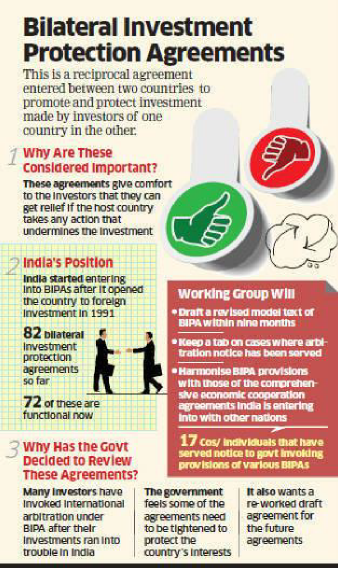 Bilateral Investment
Protection Agreements
This is a reciprocal agreement
entered between two countries to
promote and protect investment
made by investors of one
country in the other.
1 Why Are These
Considered Important?
These agreements give comfort
to the investors that they can
get relief if the host country
takes any action that
undermines the investment
2 India's Position
India started entering
into BIPAs after it opened
the country to foreign
investment in 1991
82 bilateral
investment
protection
agreements
so far
72 of these are
functional now
Working Group Will
• Draft a revised model text of
BIPA within nine months
• Keep a tab on cases where arbi-
tration notice has been served
• Harmonise BIPA provisions
with those of the comprehen-
sive economic cooperation
agreements India is entering
into with other nations
17 Cos/ individuals that have
served notice to govt invoking
provisions of various BIPAs
3 Why Has the Govt
Decided to Review
These Agreements?
Many investors have
invoked international
arbitration under
BIPA after their
investments ran into
trouble in India
The government
feels some of the
agreements need
to be tightened to
protect the
country's interests
It also wants a
re-worked draft
agreement for
the future
agreements